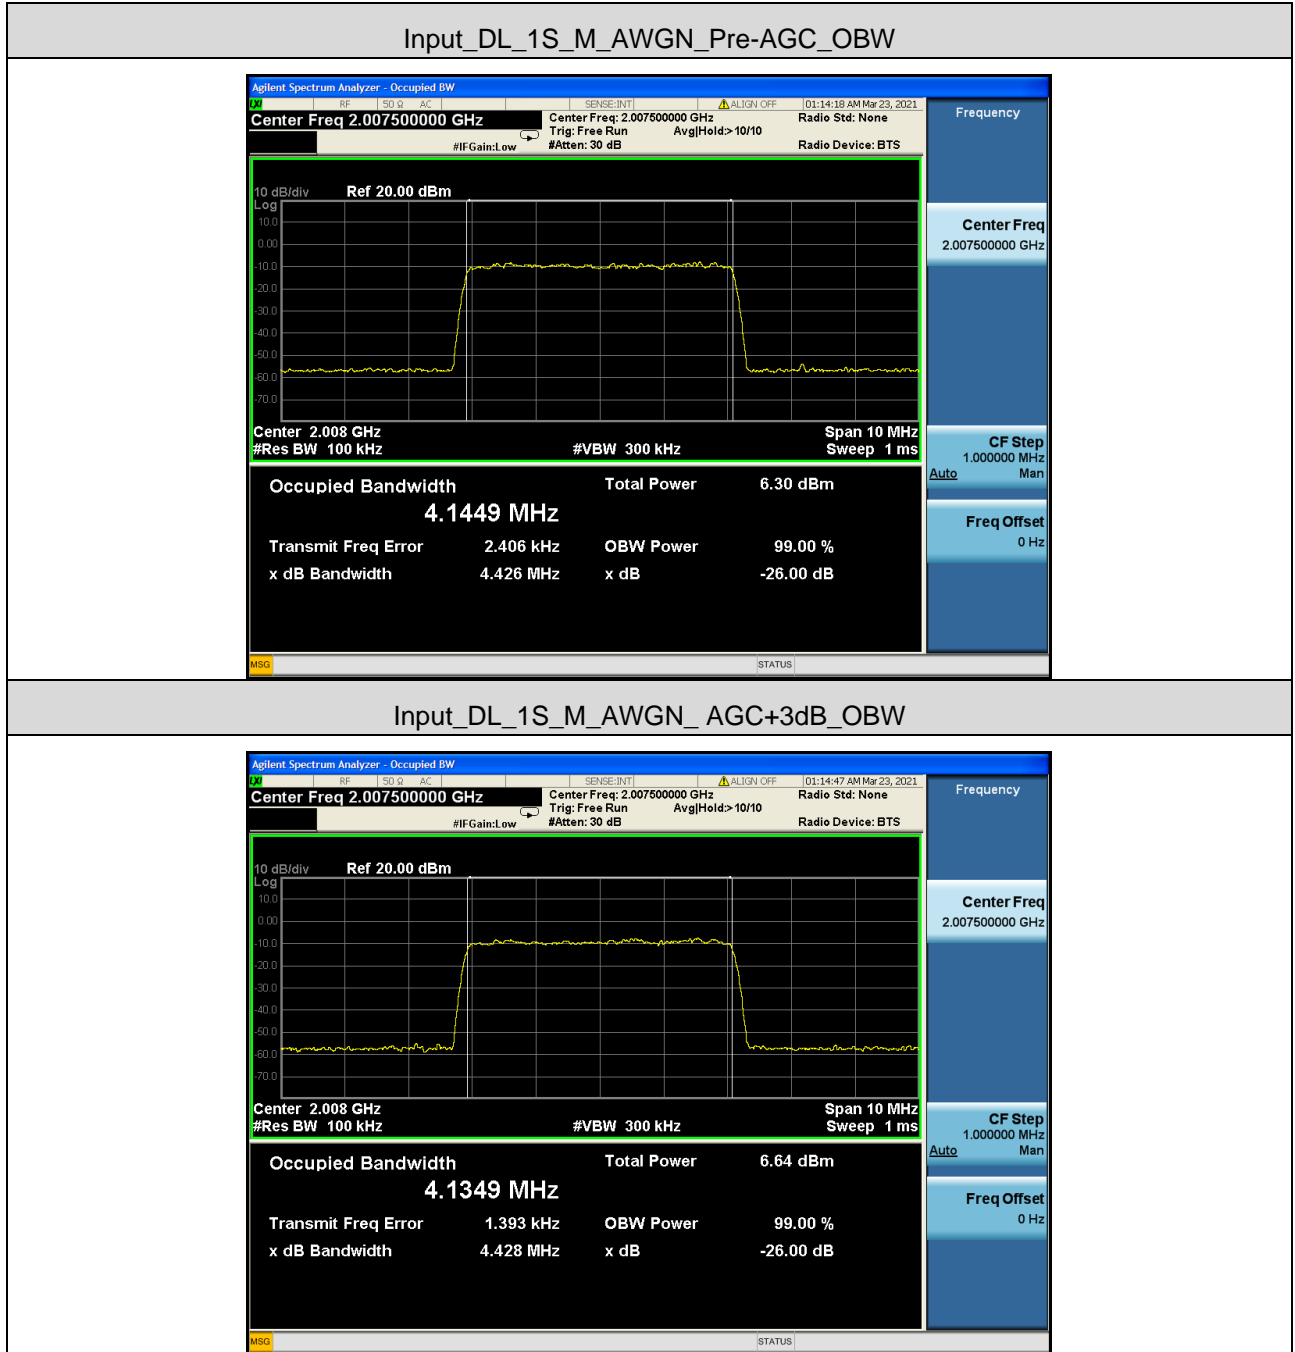 Input_DL_1S_M_AWGN_Pre-AGC_OBW
Agilent Spectrum Analyzer - Occupied BW
LXI RF 50 Ω AC SENSE:INT ALIGN OFF 01:14:18 AM Mar 23, 2021
Center Freq 2.007500000 GHz
Center Freq: 2.007500000 GHz
Radio Std: None
Trig: Free Run Avg|Hold:>10/10
#IFGain:Low
#Atten: 30 dB
Radio Device: BTS
Frequency
10 dB/div Ref 20.00 dBm
Log
10.0
0.00
-10.0
-20.0
-30.0
-40.0
-50.0
-60.0
-70.0
Center 2.008 GHz Span 10 MHz
#Res BW 100 kHz #VBW 300 kHz Sweep 1 ms
Center Freq
2.007500000 GHz
CF Step
1.000000 MHz
Auto Man
Freq Offset
0 Hz
Occupied Bandwidth Total Power 6.30 dBm
4.1449 MHz
Transmit Freq Error 2.406 kHz OBW Power 99.00 %
x dB Bandwidth 4.426 MHz x dB -26.00 dB
MSG STATUS
Input_DL_1S_M_AWGN_ AGC+3dB_OBW
Agilent Spectrum Analyzer - Occupied BW
LXI RF 50 Ω AC SENSE:INT ALIGN OFF 01:14:47 AM Mar 23, 2021
Center Freq 2.007500000 GHz
Center Freq: 2.007500000 GHz
Radio Std: None
Trig: Free Run Avg|Hold:>10/10
#IFGain:Low
#Atten: 30 dB
Radio Device: BTS
Frequency
10 dB/div Ref 20.00 dBm
Log
10.0
0.00
-10.0
-20.0
-30.0
-40.0
-50.0
-60.0
-70.0
Center 2.008 GHz Span 10 MHz
#Res BW 100 kHz #VBW 300 kHz Sweep 1 ms
Center Freq
2.007500000 GHz
CF Step
1.000000 MHz
Auto Man
Freq Offset
0 Hz
Occupied Bandwidth Total Power 6.64 dBm
4.1349 MHz
Transmit Freq Error 1.393 kHz OBW Power 99.00 %
x dB Bandwidth 4.428 MHz x dB -26.00 dB
MSG STATUS